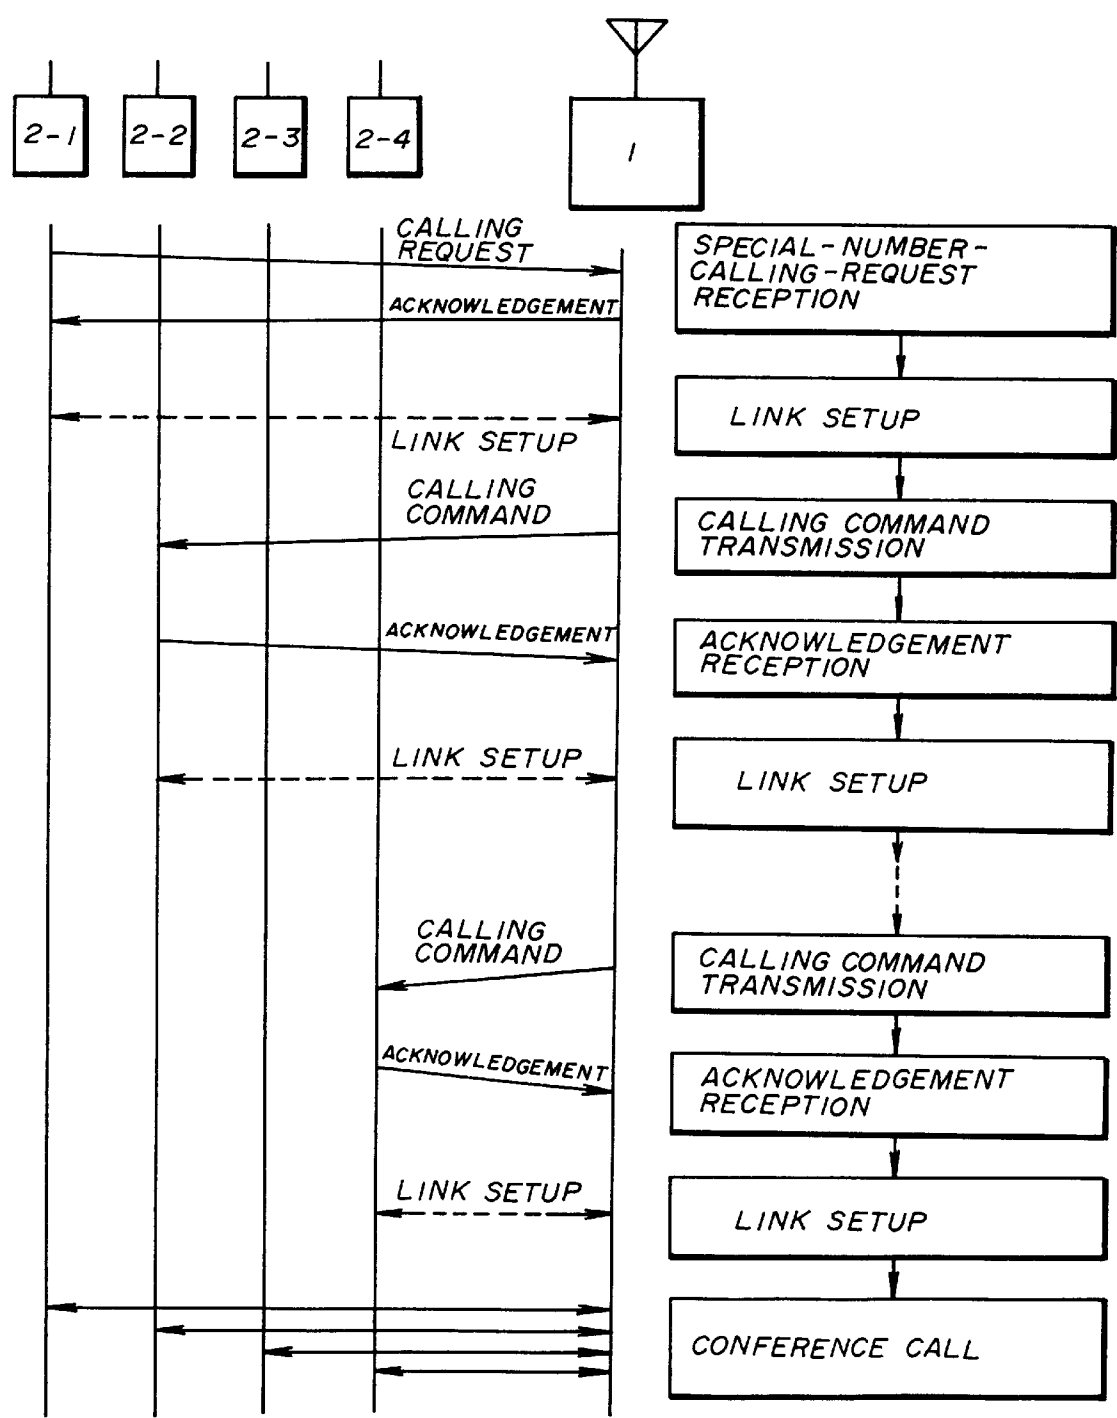 2-1
2-2
2-3
2-4
1
CALLING
REQUEST
ACKNOWLEDGEMENT
LINK SETUP
CALLING
COMMAND
ACKNOWLEDGEMENT
LINK SETUP
CALLING
COMMAND
ACKNOWLEDGEMENT
LINK SETUP
SPECIAL-NUMBER-
CALLING-REQUEST
RECEPTION
LINK SETUP
CALLING COMMAND
TRANSMISSION
ACKNOWLEDGEMENT
RECEPTION
LINK SETUP
CALLING COMMAND
TRANSMISSION
ACKNOWLEDGEMENT
RECEPTION
LINK SETUP
CONFERENCE CALL